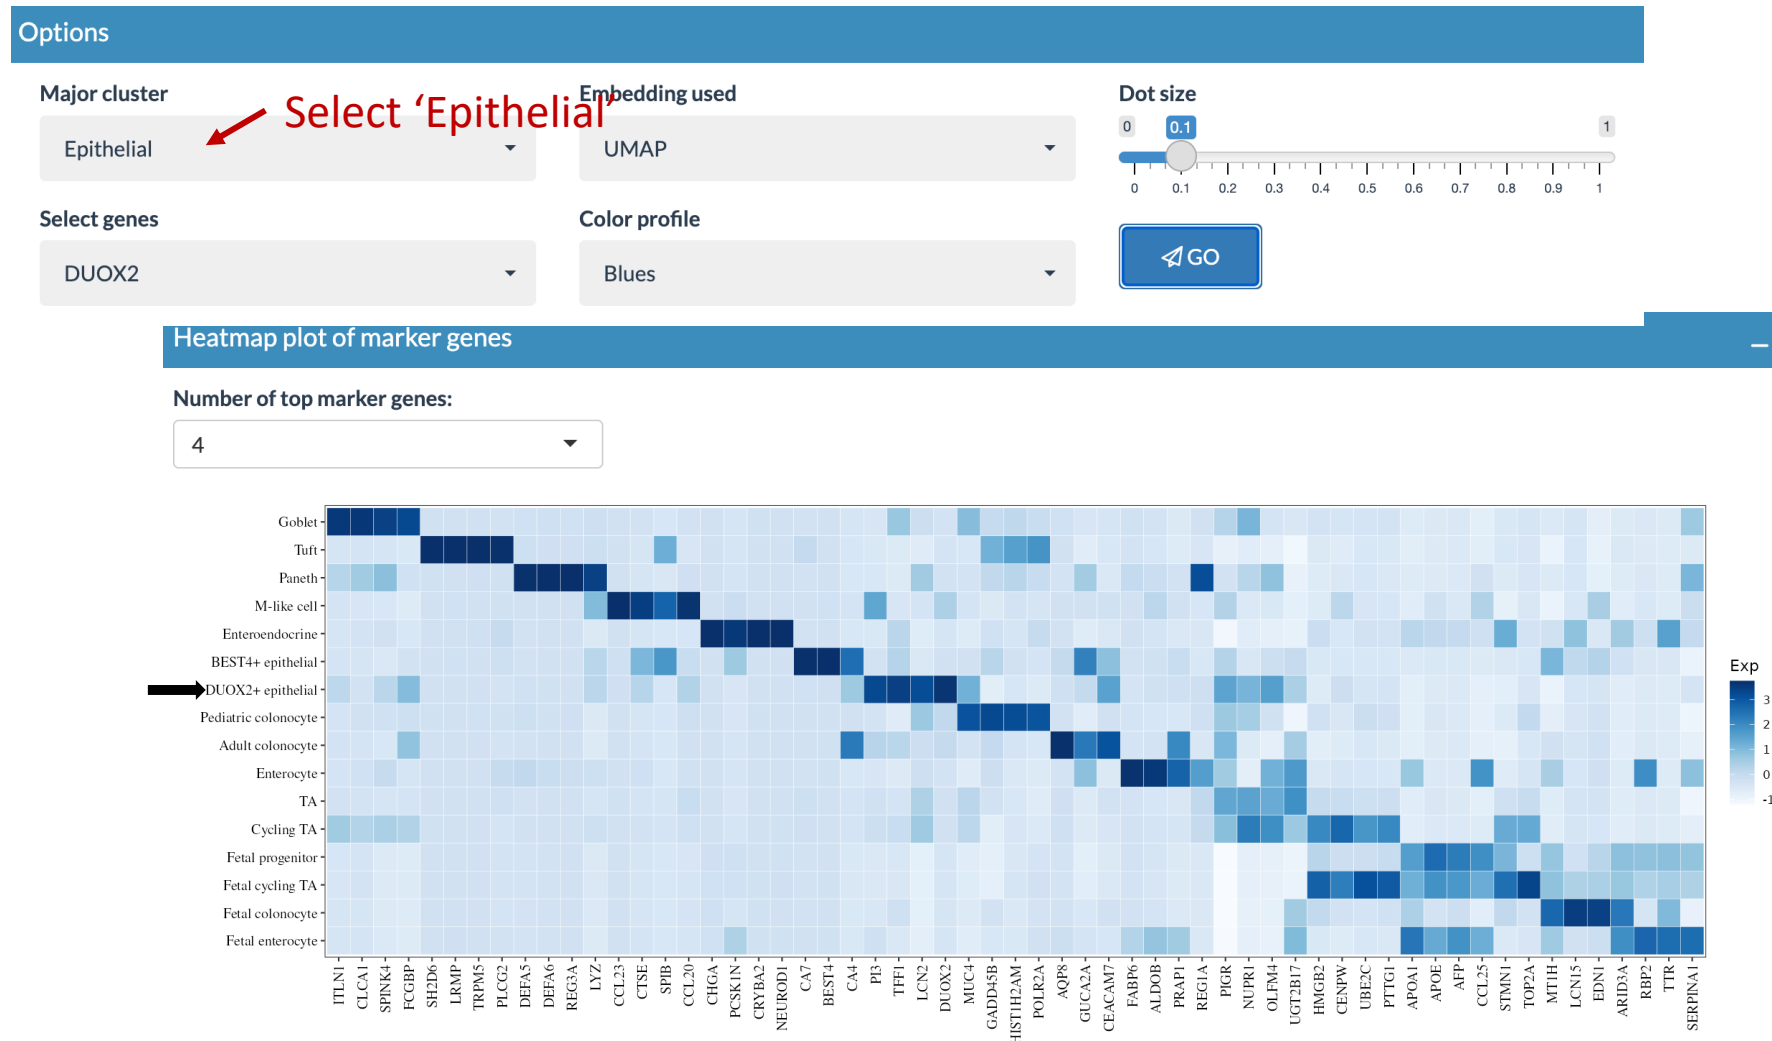 Options
Major cluster
Select ‘Epithelial’
Embedding used
Dot size
Epithelial
UMAP
0 0.1 1
0 0.1 0.2 0.3 0.4 0.5 0.6 0.7 0.8 0.9 1
Select genes
Color profile
DUOX2
Blues
GO
Heatmap plot of marker genes
Number of top marker genes:
4
Goblet
Tuft
Paneth
M-like cell
Enteroendocrine
BEST4+ epithelial
DUOX2+ epithelial
Pediatric colonocyte
Adult colonocyte
Enterocyte
TA
Cycling TA
Fetal progenitor
Fetal cycling TA
Fetal colonocyte
Fetal enterocyte
Exp
3
2
1
0
-1
ITLN1
CLCA1
SPINK4
FCGBP
SH2D6
LRMP
TRPM5
PLCG2
DEFA5
DEFA6
REG3A
LYZ
CCL23
CTSE
SPIB
CCL20
CHGA
PCSK1N
CRYBA2
NEUROD1
CA7
BEST4
CA4
PI3
TFF1
LCN2
DUOX2
MUC4
GADD45B
HIST1H2AM
POLR2A
AQP8
GUCA2A
CEACAM7
FABP6
ALDOB
PRAP1
REG1A
PIGR
NUPR1
OLFM4
UGT2B17
HMGB2
CENPW
UBE2C
PTTG1
APOA1
APOE
AFP
CCL25
STMN1
TOP2A
MT1H
LCN15
EDN1
ARID3A
RBP2
TTR
SERPINA1